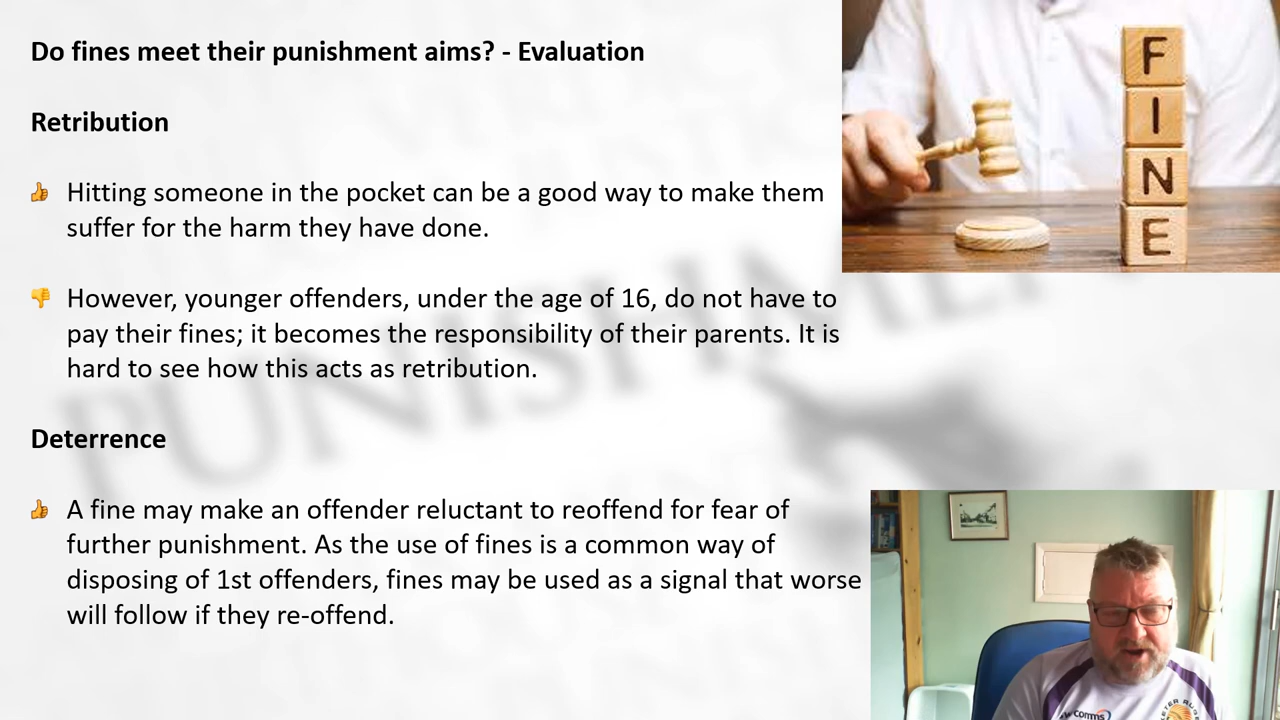 Do fines meet their punishment aims? - Evaluation
Retribution
Hitting someone in the pocket can be a good way to make them
suffer for the harm they have done.
However, younger offenders, under the age of 16, do not have to
pay their fines; it becomes the responsibility of their parents. It is
hard to see how this acts as retribution.
Deterrence
A fine may make an offender reluctant to reoffend for fear of
further punishment. As the use of fines is a common way of
disposing of 1st offenders, fines may be used as a signal that worse
will follow if they re-offend.
F
I
N
E
comms